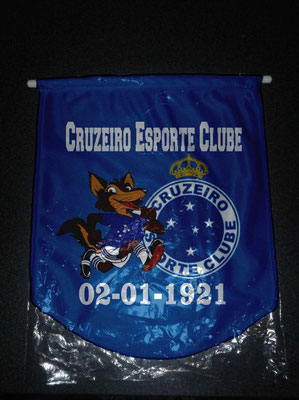 CRUZEIRO ESPORTE CLUBE
CRUZEIRO
ESPORTE CLUBE
02-01-1921